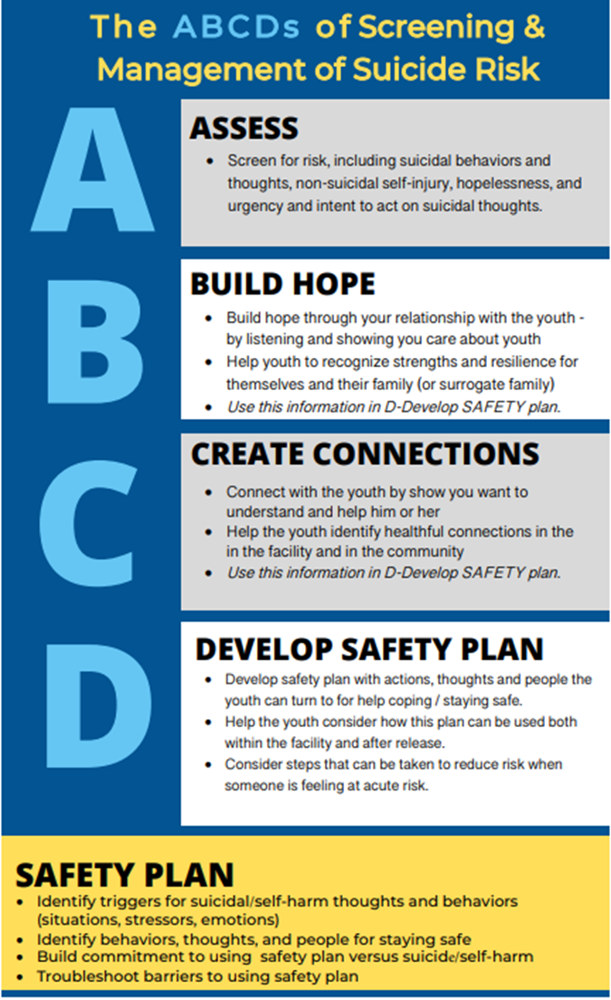 The ABCDs of Screening &
Management of Suicide Risk
A
ASSESS
• Screen for risk, including suicidal behaviors and
thoughts, non-suicidal self-injury, hopelessness, and
urgency and intent to act on suicidal thoughts.
B
BUILD HOPE
• Build hope through your relationship with the youth -
by listening and showing you care about youth
• Help youth to recognize strengths and resilience for
themselves and their family (or surrogate family)
• Use this information in D-Develop SAFETY plan.
C
CREATE CONNECTIONS
• Connect with the youth by show you want to
understand and help him or her
• Help the youth identify healthful connections in the
in the facility and in the community
• Use this information in D-Develop SAFETY plan.
D
DEVELOP SAFETY PLAN
• Develop safety plan with actions, thoughts and people the
youth can turn to for help coping / staying safe.
• Help the youth consider how this plan can be used both
within the facility and after release.
• Consider steps that can be taken to reduce risk when
someone is feeling at acute risk.
SAFETY PLAN
• Identify triggers for suicidal/self-harm thoughts and behaviors
(situations, stressors, emotions)
• Identify behaviors, thoughts, and people for staying safe
• Build commitment to using safety plan versus suicide/self-harm
• Troubleshoot barriers to using safety plan